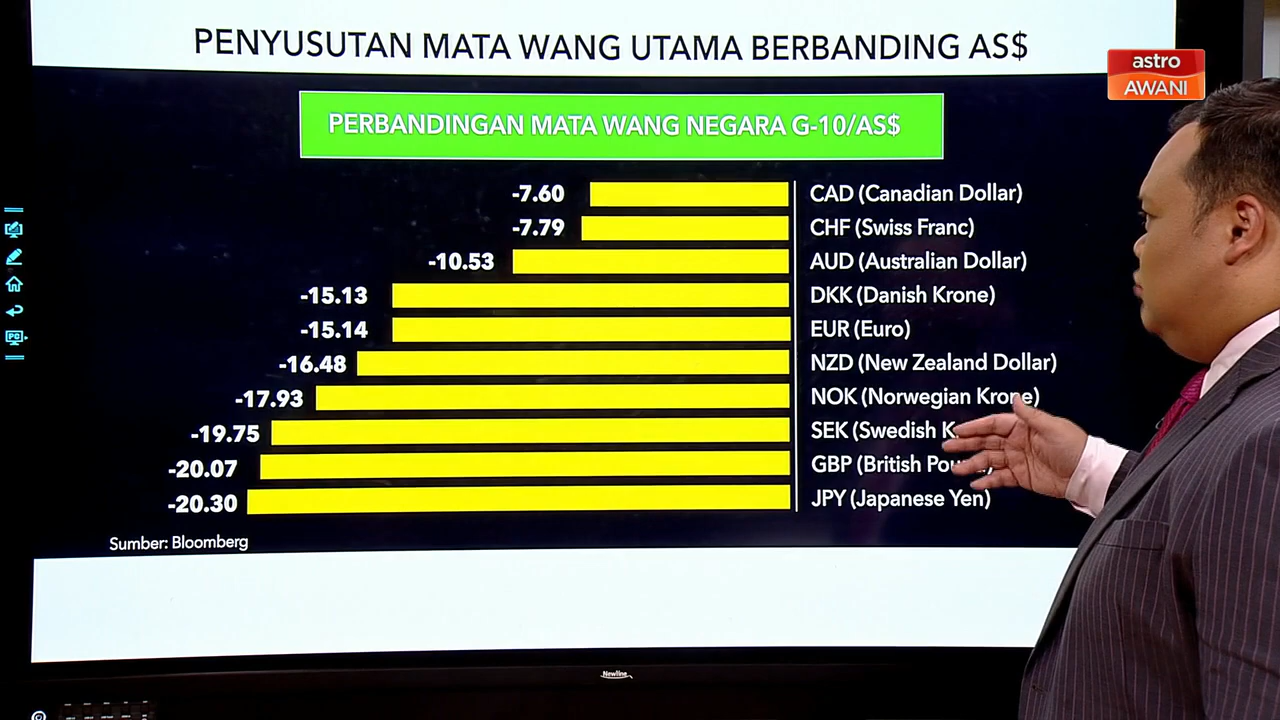 PENYUSUTAN MATA WANG UTAMA BERBANDING AS$
astro
AWANI
PERBANDINGAN MATA WANG NEGARA G-10/AS$
-7.60 CAD (Canadian Dollar)
-7.79 CHF (Swiss Franc)
-10.53 AUD (Australian Dollar)
-15.13 DKK (Danish Krone)
-15.14 EUR (Euro)
-16.48 NZD (New Zealand Dollar)
-17.93 NOK (Norwegian Krone)
-19.75 SEK (Swedish K
-20.07 GBP (British Pou
-20.30 JPY (Japanese Yen)
Sumber: Bloomberg
Newline